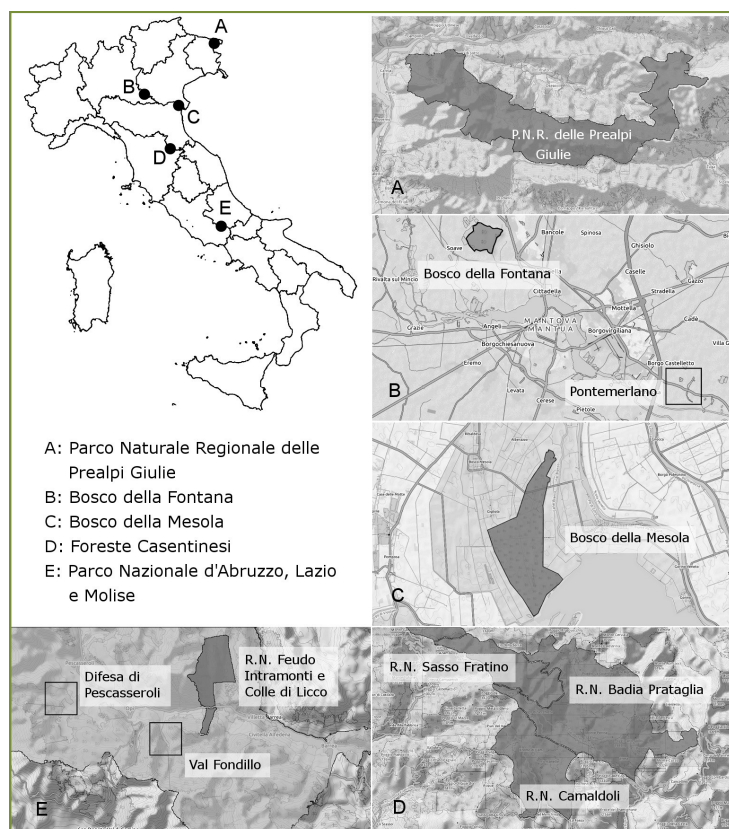 A
B
C
D
E
A: Parco Naturale Regionale delle
Prealpi Giulie
B: Bosco della Fontana
C: Bosco della Mesola
D: Foreste Casentinesi
E: Parco Nazionale d'Abruzzo, Lazio
e Molise
P.N.R. delle Prealpi
Giulie
A
Soave
Bancole
Spinosa
Ghisiolo
Bosco della Fontana
Rivalta sul Mincio
Cittadella
Caselle
Gazzo
Stradella
Mottella
MANTOVA
MANTUA
Grazie
Angeli
Borgovirgiliana
Cadè
Borgochiesanuova
Villa G
Eremo
Borgo Castelletto
Levata
Pontemerlano
Cerese
Pietole
B
Bosco della Mesola
C
Difesa di
Pescasseroli
R.N. Feudo
Intramonti e
Colle di Licco
Val Fondillo
E
R.N. Sasso Fratino
R.N. Badia Prataglia
R.N. Camaldoli
D